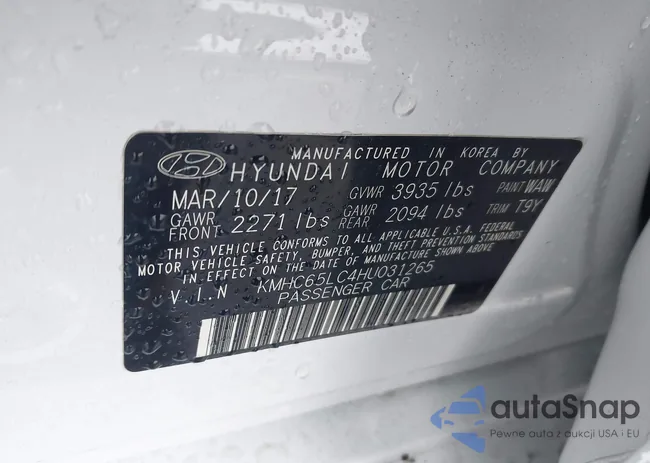 MANUFACTURED IN KOREA BY
HYUNDAI MOTOR COMPANY
MAR/10/17 GVWR 3935 lbs PAINT WAW
GAWR FRONT 2271 lbs GAWR REAR 2094 lbs TRIM T9Y
THIS VEHICLE CONFORMS TO ALL APPLICABLE U.S.A. FEDERAL
MOTOR VEHICLE SAFETY, BUMPER, AND THEFT PREVENTION STANDARDS
IN EFFECT ON THE DATE OF MANUFACTURE SHOWN ABOVE
V I N KMHC65LC4HU031265
PASSENGER CAR
autaSnap
Pewne auta z aukcji USA i EU